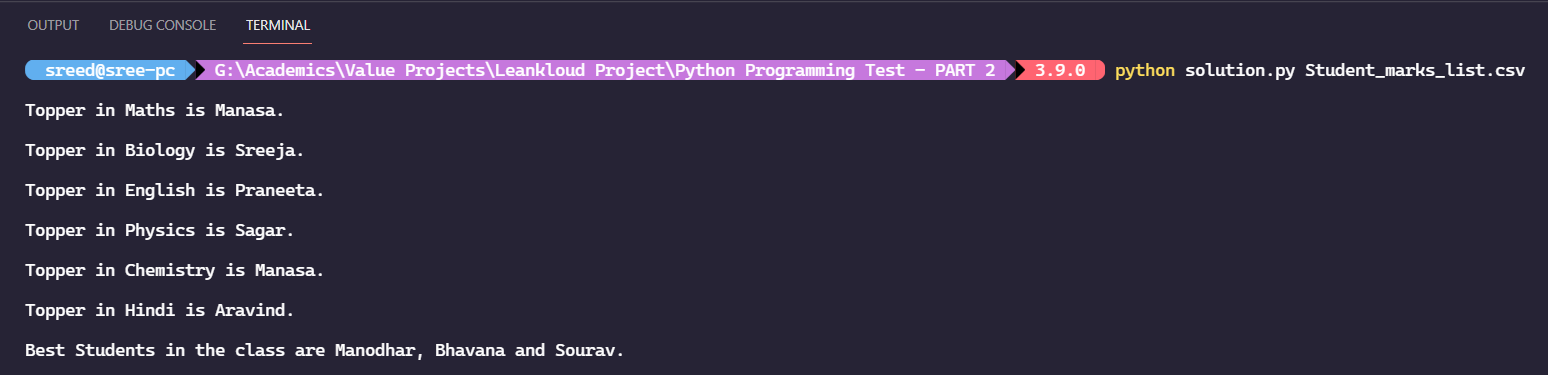 OUTPUT DEBUG CONSOLE TERMINAL
sreed@sree-pc G:\Academics\Value Projects\Leankloud Project\Python Programming Test - PART 2 3.9.0 python solution.py Student_marks_list.csv
Topper in Maths is Manasa.
Topper in Biology is Sreeja.
Topper in English is Praneeta.
Topper in Physics is Sagar.
Topper in Chemistry is Manasa.
Topper in Hindi is Aravind.
Best Students in the class are Manodhar, Bhavana and Sourav.